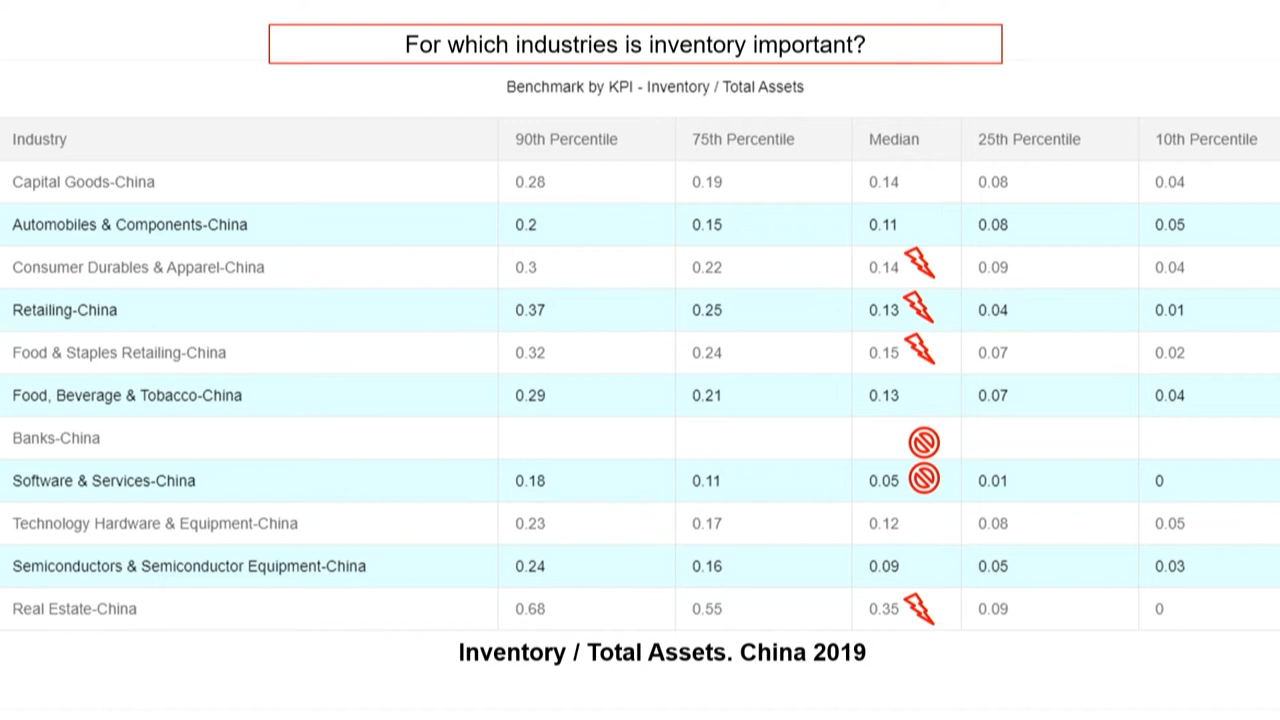 For which industries is inventory important?
Benchmark by KPI - Inventory / Total Assets
Industry 90th Percentile 75th Percentile Median 25th Percentile 10th Percentile
Capital Goods-China 0.28 0.19 0.14 0.08 0.04
Automobiles & Components-China 0.2 0.15 0.11 0.08 0.05
Consumer Durables & Apparel-China 0.3 0.22 0.14 0.09 0.04
Retailing-China 0.37 0.25 0.13 0.04 0.01
Food & Staples Retailing-China 0.32 0.24 0.15 0.07 0.02
Food, Beverage & Tobacco-China 0.29 0.21 0.13 0.07 0.04
Banks-China
Software & Services-China 0.18 0.11 0.05 0.01 0
Technology Hardware & Equipment-China 0.23 0.17 0.12 0.08 0.05
Semiconductors & Semiconductor Equipment-China 0.24 0.16 0.09 0.05 0.03
Real Estate-China 0.68 0.55 0.35 0.09 0
Inventory / Total Assets. China 2019